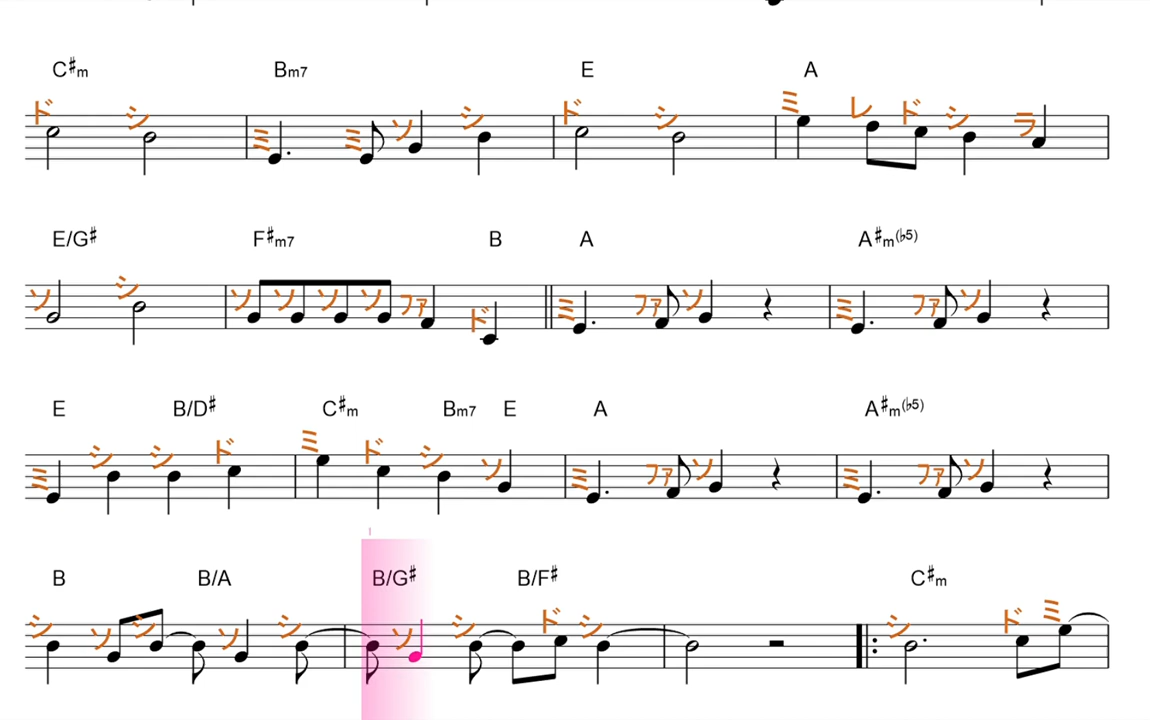 C♯m Bm7 E A
ド シ ミ ミ ソ シ ド シ ミ レ ド シ ラ
E/G♯ F♯m7 B A A♯m(♭5)
ソ シ ソ ソ ソ ソ ファ ド ミ ファ ソ ミ ファ ソ
E B/D♯ C♯m Bm7 E A A♯m(♭5)
ミ シ シ ド ミ ド シ ソ ミ ファ ソ ミ ファ ソ
B B/A B/G♯ B/F♯ C♯m
シ ソ シ ソ シ ソ シ ド シ シ ド ミ